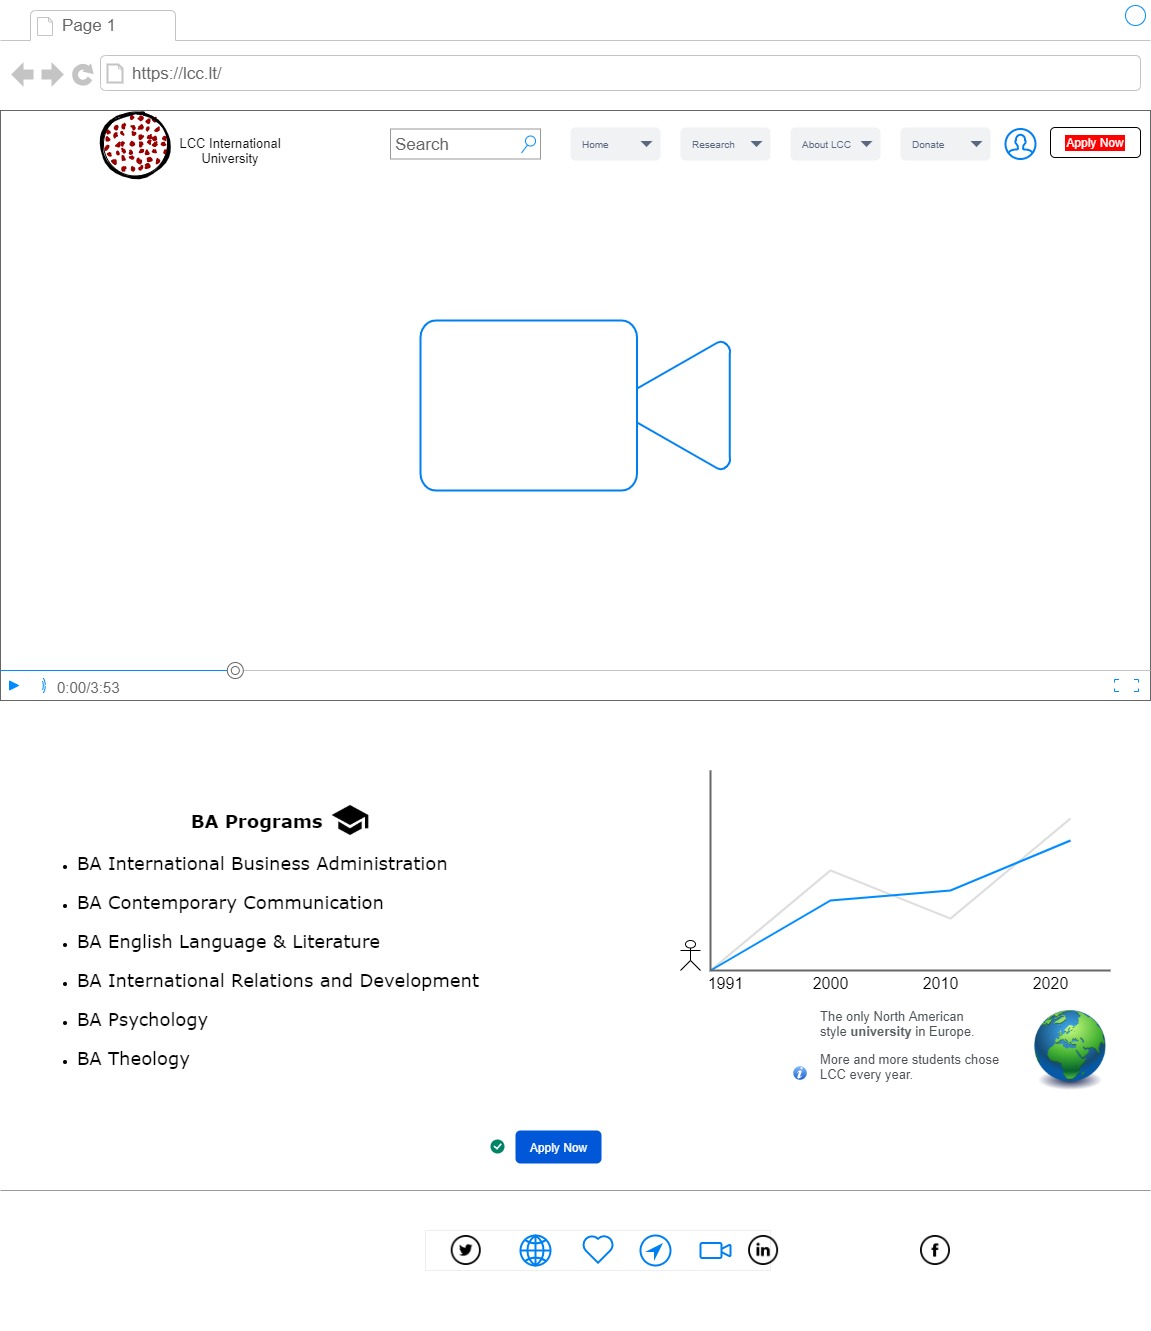 Page 1
https://lcc.lt/
LCC International
University
Search
Home
Research
About LCC
Donate
Apply Now
0:00/3:53
BA Programs
• BA International Business Administration
• BA Contemporary Communication
• BA English Language & Literature
• BA International Relations and Development
• BA Psychology
• BA Theology
1991
2000
2010
2020
The only North American
style university in Europe.
More and more students chose
LCC every year.
i
Apply Now
in
f